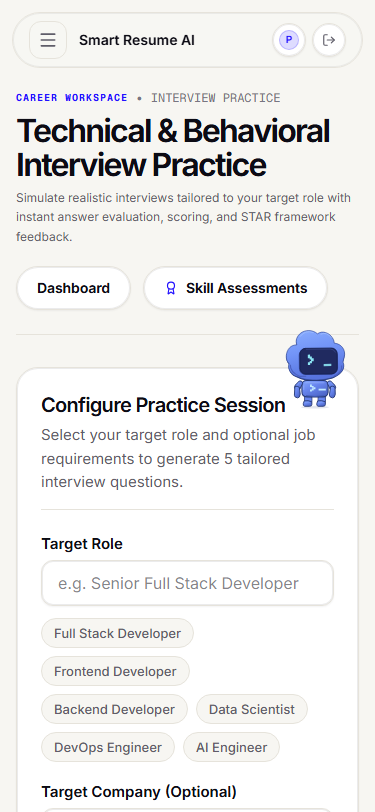 Smart Resume AI
P
CAREER WORKSPACE • INTERVIEW PRACTICE
Technical & Behavioral
Interview Practice
Simulate realistic interviews tailored to your target role with
instant answer evaluation, scoring, and STAR framework
feedback.
Dashboard
Skill Assessments
Configure Practice Session
Select your target role and optional job
requirements to generate 5 tailored
interview questions.
Target Role
e.g. Senior Full Stack Developer
Full Stack Developer
Frontend Developer
Backend Developer
Data Scientist
DevOps Engineer
AI Engineer
Target Company (Optional)